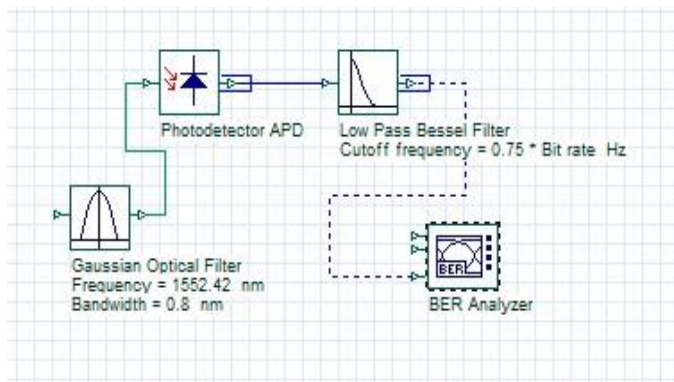 Photodetector APD
Low Pass Bessel Filter
Cutoff frequency = 0.75 * Bit rate  Hz
Gaussian Optical Filter
Frequency = 1552.42  nm
Bandwidth = 0.8  nm
BER
BER Analyzer